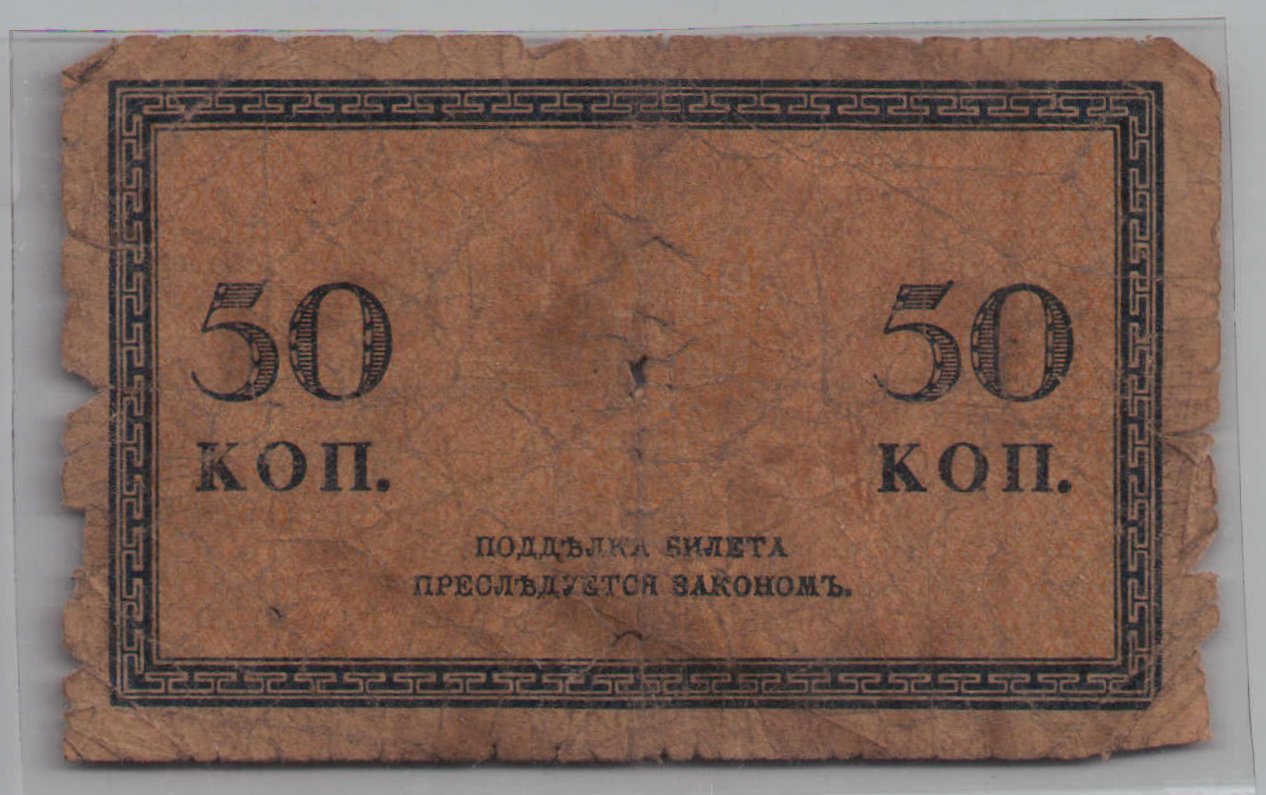 50 50
КОП. КОП.
ПОДДѢЛКА БИЛЕТА
ПРЕСЛѢДУЕТСЯ ЗАКОНОМЪ.